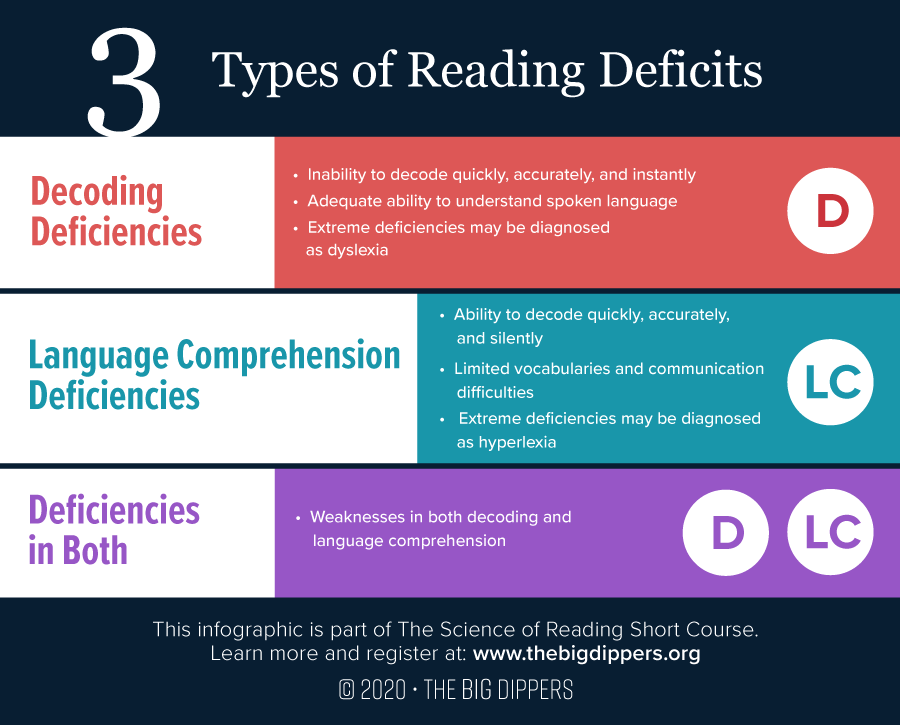 3 Types of Reading Deficits
Decoding
Deficiencies
• Inability to decode quickly, accurately, and instantly
• Adequate ability to understand spoken language
• Extreme deficiencies may be diagnosed
as dyslexia
D
Language Comprehension
Deficiencies
• Ability to decode quickly, accurately,
and silently
• Limited vocabularies and communication
difficulties
• Extreme deficiencies may be diagnosed
as hyperlexia
LC
Deficiencies
in Both
• Weaknesses in both decoding and
language comprehension
D LC
This infographic is part of The Science of Reading Short Course.
Learn more and register at: www.thebigdippers.org
© 2020 • THE BIG DIPPERS